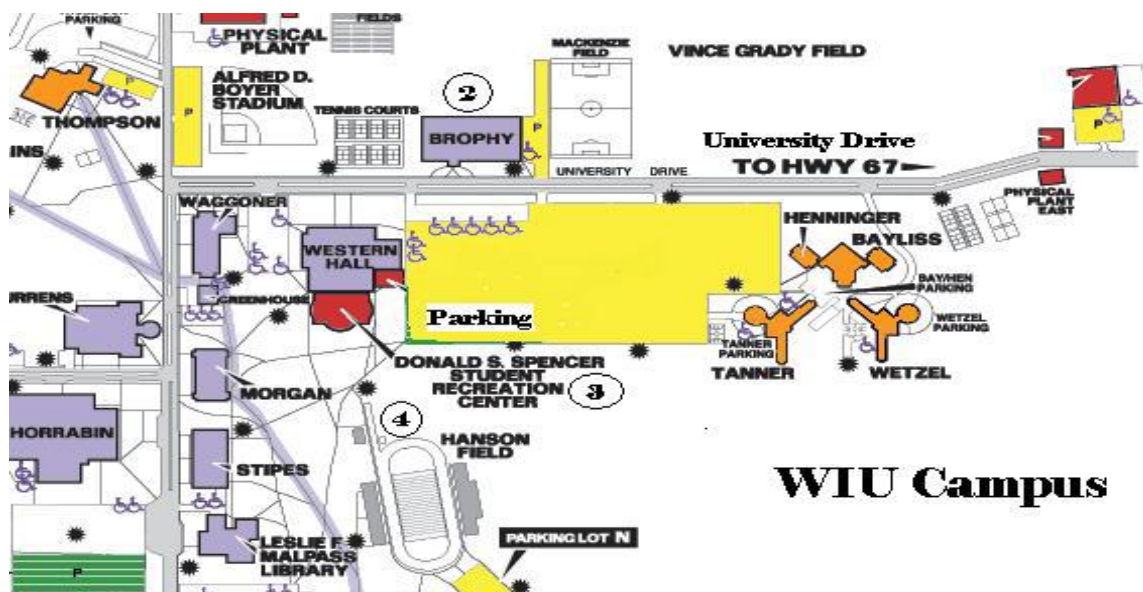 PARKING
PHYSICAL
PLANT
FIELDS
ALFRED D.
BOYER
STADIUM
P
P
THOMPSON
INS
TENNIS COURTS
2
BROPHY
P
MACKENZIE
FIELD
VINCE GRADY FIELD
University Drive
TO HWY 67
P
UNIVERSITY DRIVE
PHYSICAL
PLANT
EAST
WAGGONER
WESTERN
HALL
GREENHOUSE
HENNINGER
BAYLISS
BAY/HEN
PARKING
URRENS
Parking
TANNER
PARKING
WETZEL
PARKING
TANNER
WETZEL
DONALD S. SPENCER
STUDENT
RECREATION
CENTER
3
MORGAN
4
HORRABIN
HANSON
FIELD
STIPES
WIU Campus
PARKING LOT N
LESLIE F.
MALPASS
LIBRARY
P